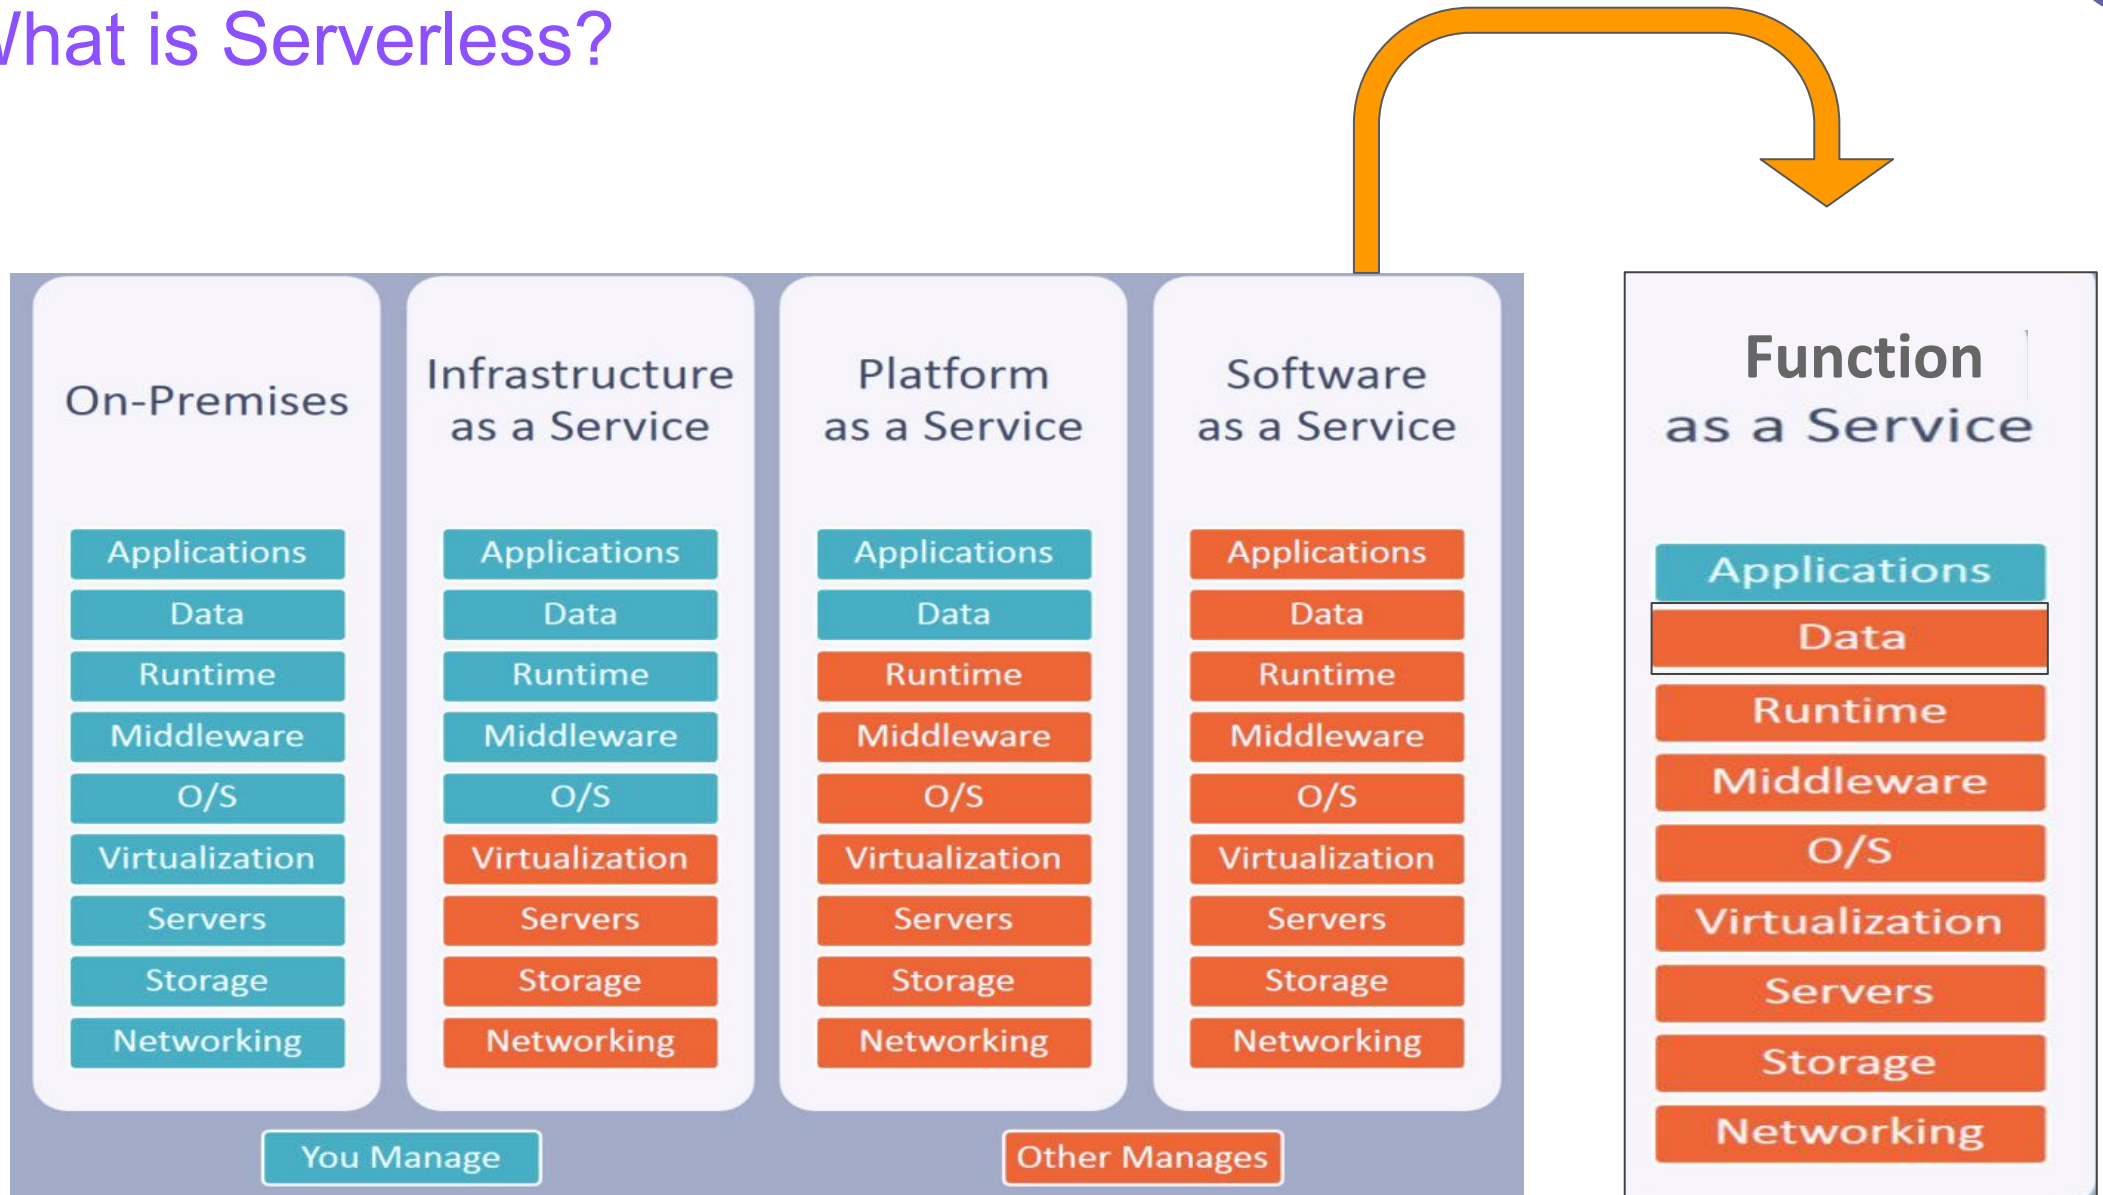 What is Serverless?
On-Premises
Applications
Data
Runtime
Middleware
O/S
Virtualization
Servers
Storage
Networking
Infrastructure
as a Service
Applications
Data
Runtime
Middleware
O/S
Virtualization
Servers
Storage
Networking
Platform
as a Service
Applications
Data
Runtime
Middleware
O/S
Virtualization
Servers
Storage
Networking
Software
as a Service
Applications
Data
Runtime
Middleware
O/S
Virtualization
Servers
Storage
Networking
You Manage
Other Manages
Function
as a Service
Applications
Data
Runtime
Middleware
O/S
Virtualization
Servers
Storage
Networking